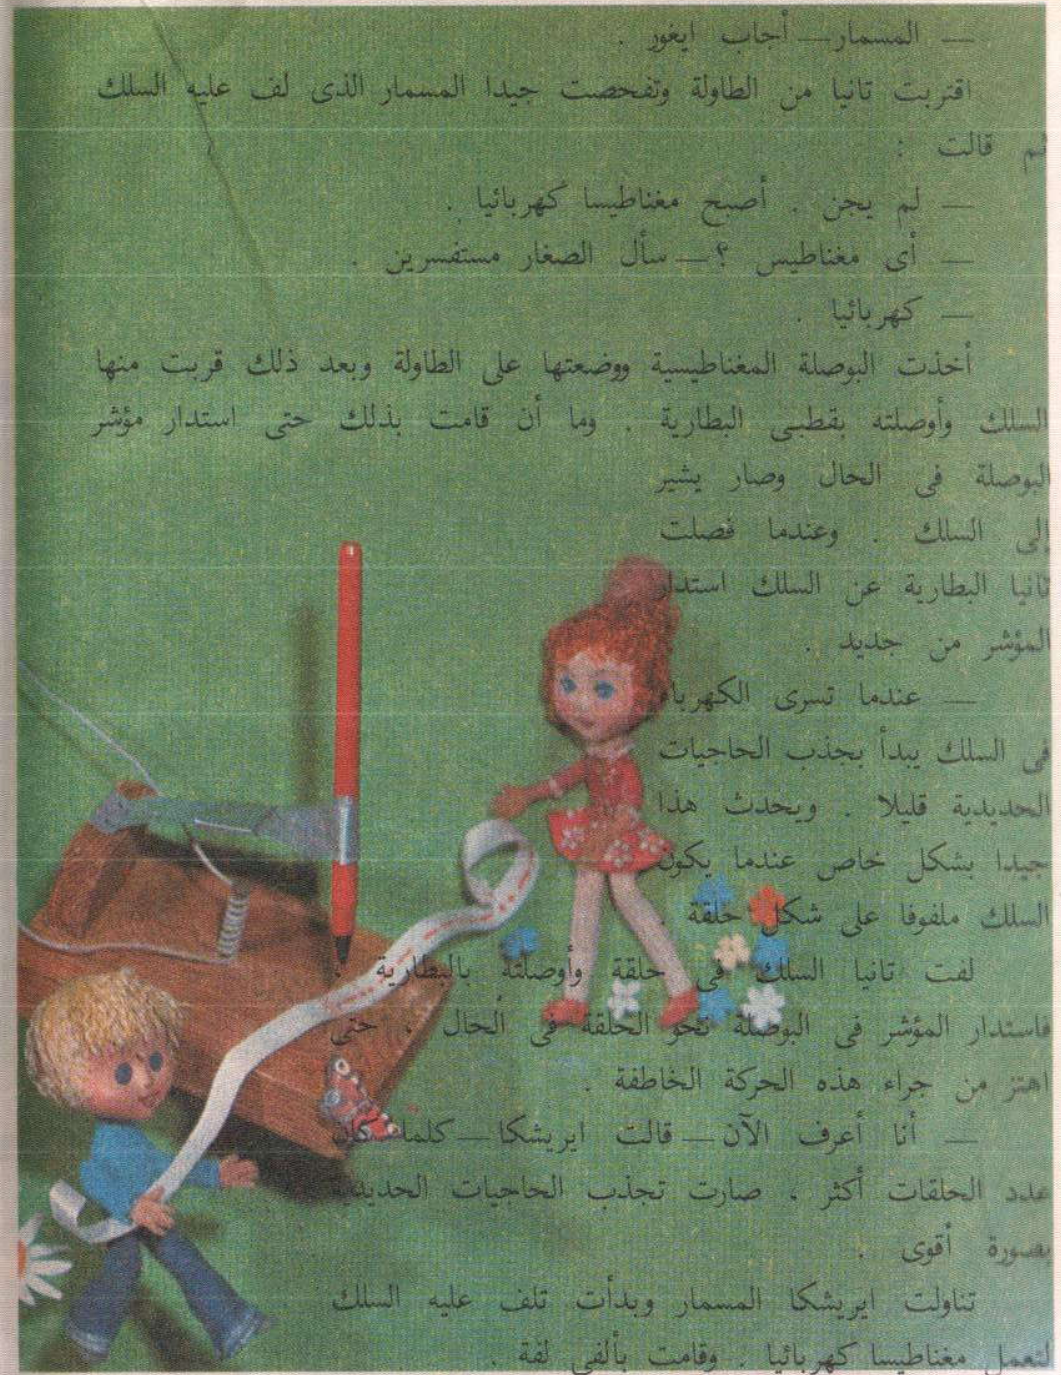 — المسمار — أجاب ايغور .
اقتربت تانيا من الطاولة وتفحصت جيدا المسمار الذى لف عليه السلك
ثم قالت :
— لم يجن . أصبح مغناطيسا كهربائيا .
— أى مغناطيس ؟ — سأل الصغار مستفسرين .
— كهربائيا .
أخذت البوصلة المغناطيسية ووضعتها على الطاولة وبعد ذلك قربت منها
السلك وأوصلته بقطبى البطارية . وما أن قامت بذلك حتى استدار مؤشر
البوصلة فى الحال وصار يشير
إلى السلك . وعندما فصلت
تانيا البطارية عن السلك استدار
المؤشر من جديد .
— عندما تسرى الكهرباء
فى السلك يبدأ بجذب الحاجيات
الحديدية قليلا . ويحدث هذا
جيدا بشكل خاص عندما يكون
السلك ملفوفا على شكل حلقة .
لفت تانيا السلك فى حلقة وأوصلته بالبطارية ،
فاستدار المؤشر فى البوصلة نحو الحلقة فى الحال ، حتى
اهتز من جراء هذه الحركة الخاطفة .
— أنا أعرف الآن — قالت ايريشكا — كلما كان
عدد الحلقات أكثر ، صارت تجذب الحاجيات الحديدية
بصورة أقوى .
تناولت ايريشكا المسمار وبدأت تلف عليه السلك
لتعمل مغناطيسا كهربائيا . وقامت بألفى لفة .